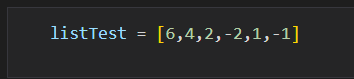 listTest = [6,4,2,-2,1,-1]